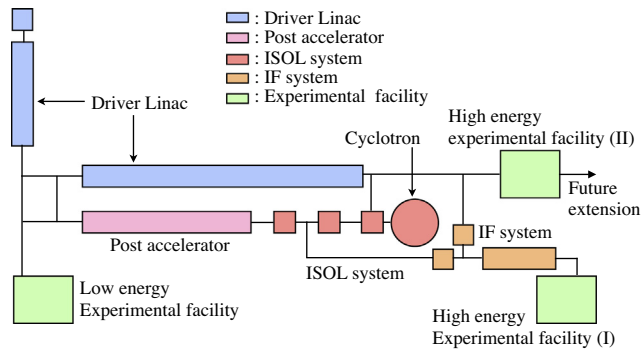 : Driver Linac
: Post accelerator
: ISOL system
: IF system
: Experimental facility
Driver Linac
High energy
experimental facility (II)
Cyclotron
Future
extension
Post accelerator
IF system
ISOL system
Low energy
Experimental facility
High energy
Experimental facility (I)